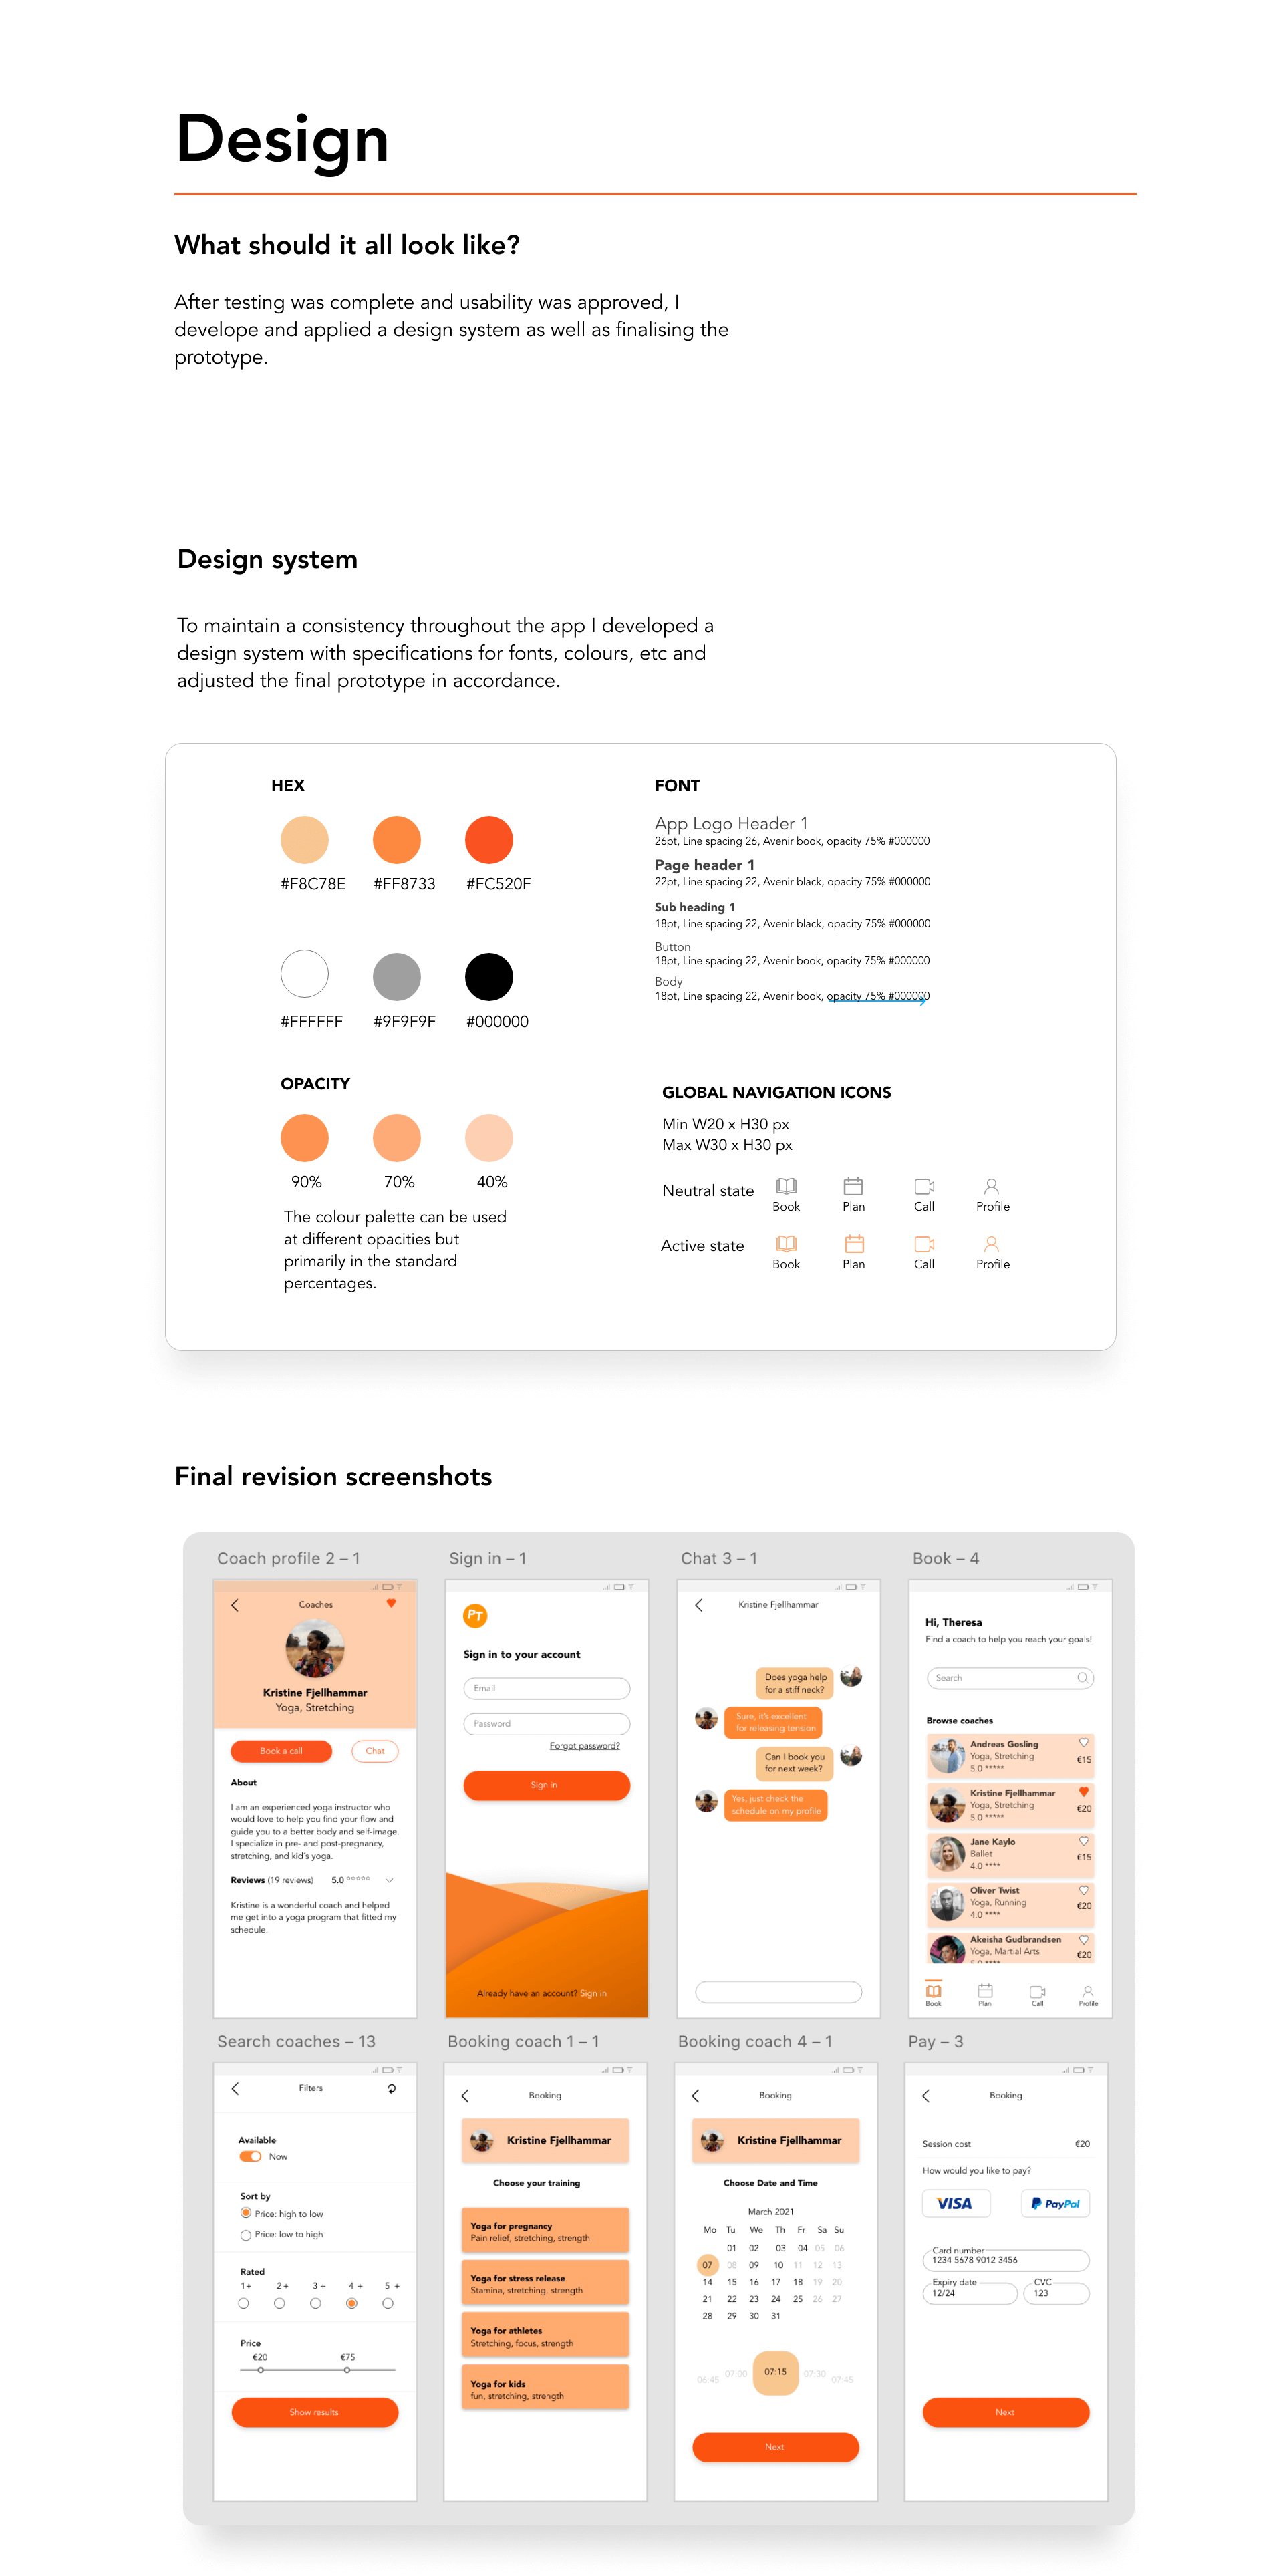 Design
What should it all look like?
After testing was complete and usability was approved, I
develope and applied a design system as well as finalising the
prototype.
Design system
To maintain a consistency throughout the app I developed a
design system with specifications for fonts, colours, etc and
adjusted the final prototype in accordance.
HEX
#F8C78E #FF8733 #FC520F
#FFFFFF #9F9F9F #000000
OPACITY
90% 70% 40%
The colour palette can be used
at different opacities but
primarily in the standard
percentages.
FONT
App Logo Header 1
26pt, Line spacing 26, Avenir book, opacity 75% #000000
Page header 1
22pt, Line spacing 22, Avenir black, opacity 75% #000000
Sub heading 1
18pt, Line spacing 22, Avenir black, opacity 75% #000000
Button
18pt, Line spacing 22, Avenir book, opacity 75% #000000
Body
18pt, Line spacing 22, Avenir book, opacity 75% #000000
GLOBAL NAVIGATION ICONS
Min W20 x H30 px
Max W30 x H30 px
Neutral state
Book Plan Call Profile
Active state
Book Plan Call Profile
Final revision screenshots
Coach profile 2 – 1
Coaches
Kristine Fjellhammar
Yoga, Stretching
Book a call Chat
About
I am an experienced yoga instructor who
would love to help you find your flow and
guide you to a better body and self-image.
I specialize in pre- and post-pregnancy,
stretching, and kid's yoga.
Reviews (19 reviews) 5.0
Kristine is a wonderful coach and helped
me get into a yoga program that fitted my
schedule.
Sign in – 1
PT
Sign in to your account
Email
Password
Forgot password?
Sign in
Already have an account? Sign in
Chat 3 – 1
Kristine Fjellhammar
Does yoga help
for a stiff neck?
Sure, it's excellent
for releasing tension
Can I book you
for next week?
Yes, just check the
schedule on my profile
Book – 4
Hi, Theresa
Find a coach to help you reach your goals!
Search
Browse coaches
Andreas Gosling
Yoga, Stretching €15
5.0 *****
Kristine Fjellhammar
Yoga, Stretching €20
5.0 *****
Jane Kaylo
Ballet €15
4.0 ****
Oliver Twist
Yoga, Running €20
4.0 ****
Akeisha Gudbrandsen
Yoga, Martial Arts €20
5.0 ****
Book Plan Call Profile
Search coaches – 13
Filters
Available
Now
Sort by
Price: high to low
Price: low to high
Rated
1+ 2+ 3+ 4+ 5+
Price
€20 €75
Show results
Booking coach 1 – 1
Booking
Kristine Fjellhammar
Choose your training
Yoga for pregnancy
Pain relief, stretching, strength
Yoga for stress release
Stamina, stretching, strength
Yoga for athletes
Stretching, focus, strength
Yoga for kids
fun, stretching, strength
Booking coach 4 – 1
Booking
Kristine Fjellhammar
Choose Date and Time
March 2021
Mo Tu We Th Fr Sa Su
01 02 03 04 05 06
07 08 09 10 11 12 13
14 15 16 17 18 19 20
21 22 23 24 25 26 27
28 29 30 31
06:45 07:00 07:15 07:30 07:45
Next
Pay – 3
Booking
Session cost €20
How would you like to pay?
VISA PayPal
Card number
1234 5678 9012 3456
Expiry date CVC
12/24 123
Next